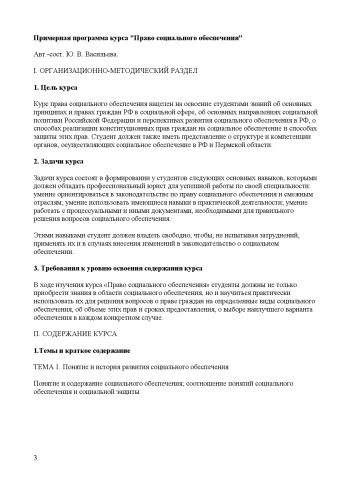 Примерная программа курса "Право социального обеспечения"
Авт.-сост. Ю. В. Васильева.
I. ОРГАНИЗАЦИОННО-МЕТОДИЧЕСКИЙ РАЗДЕЛ
1. Цель курса
Курс права социального обеспечения нацелен на освоение студентами знаний об основных
принципах и правах граждан РФ в социальной сфере, об основных направлениях социальной
политики Российской Федерации и перспективах развития социального обеспечения в РФ, о
способах реализации конституционных прав граждан на социальное обеспечение и способах
защиты этих прав. Студент должен также иметь представление о структуре и компетенции
органов, осуществляющих социальное обеспечение в РФ и Пермской области.
2. Задачи курса
Задачи курса состоят в формировании у студентов следующих основных навыков, которыми
должен обладать профессиональный юрист для успешной работы по своей специальности:
умение ориентироваться в законодательстве по праву социального обеспечения и смежным
отраслям; умение использовать имеющиеся навыки в практической деятельности; умение
работать с процессуальными и иными документами, необходимыми для правильного
решения вопросов социального обеспечения.
Этими навыками студент должен владеть свободно, чтобы, не испытывая затруднений,
применять их и в случаях внесения изменений в законодательство о социальном
обеспечении.
3. Требования к уровню освоения содержания курса
В ходе изучения курса «Право социального обеспечения» студенты должны не только
приобрести знания в области социального обеспечения, но и научиться практически
использовать их для решения вопросов о праве граждан на определенные виды социального
обеспечения, об объеме этих прав и сроках предоставления, о выборе наилучшего варианта
обеспечения в каждом конкретном случае.
II. СОДЕРЖАНИЕ КУРСА
1.Темы и краткое содержание
ТЕМА 1. Понятие и история развития социального обеспечения
Понятие и содержание социального обеспечения; соотношение понятий социального
обеспечения и социальной защиты
3